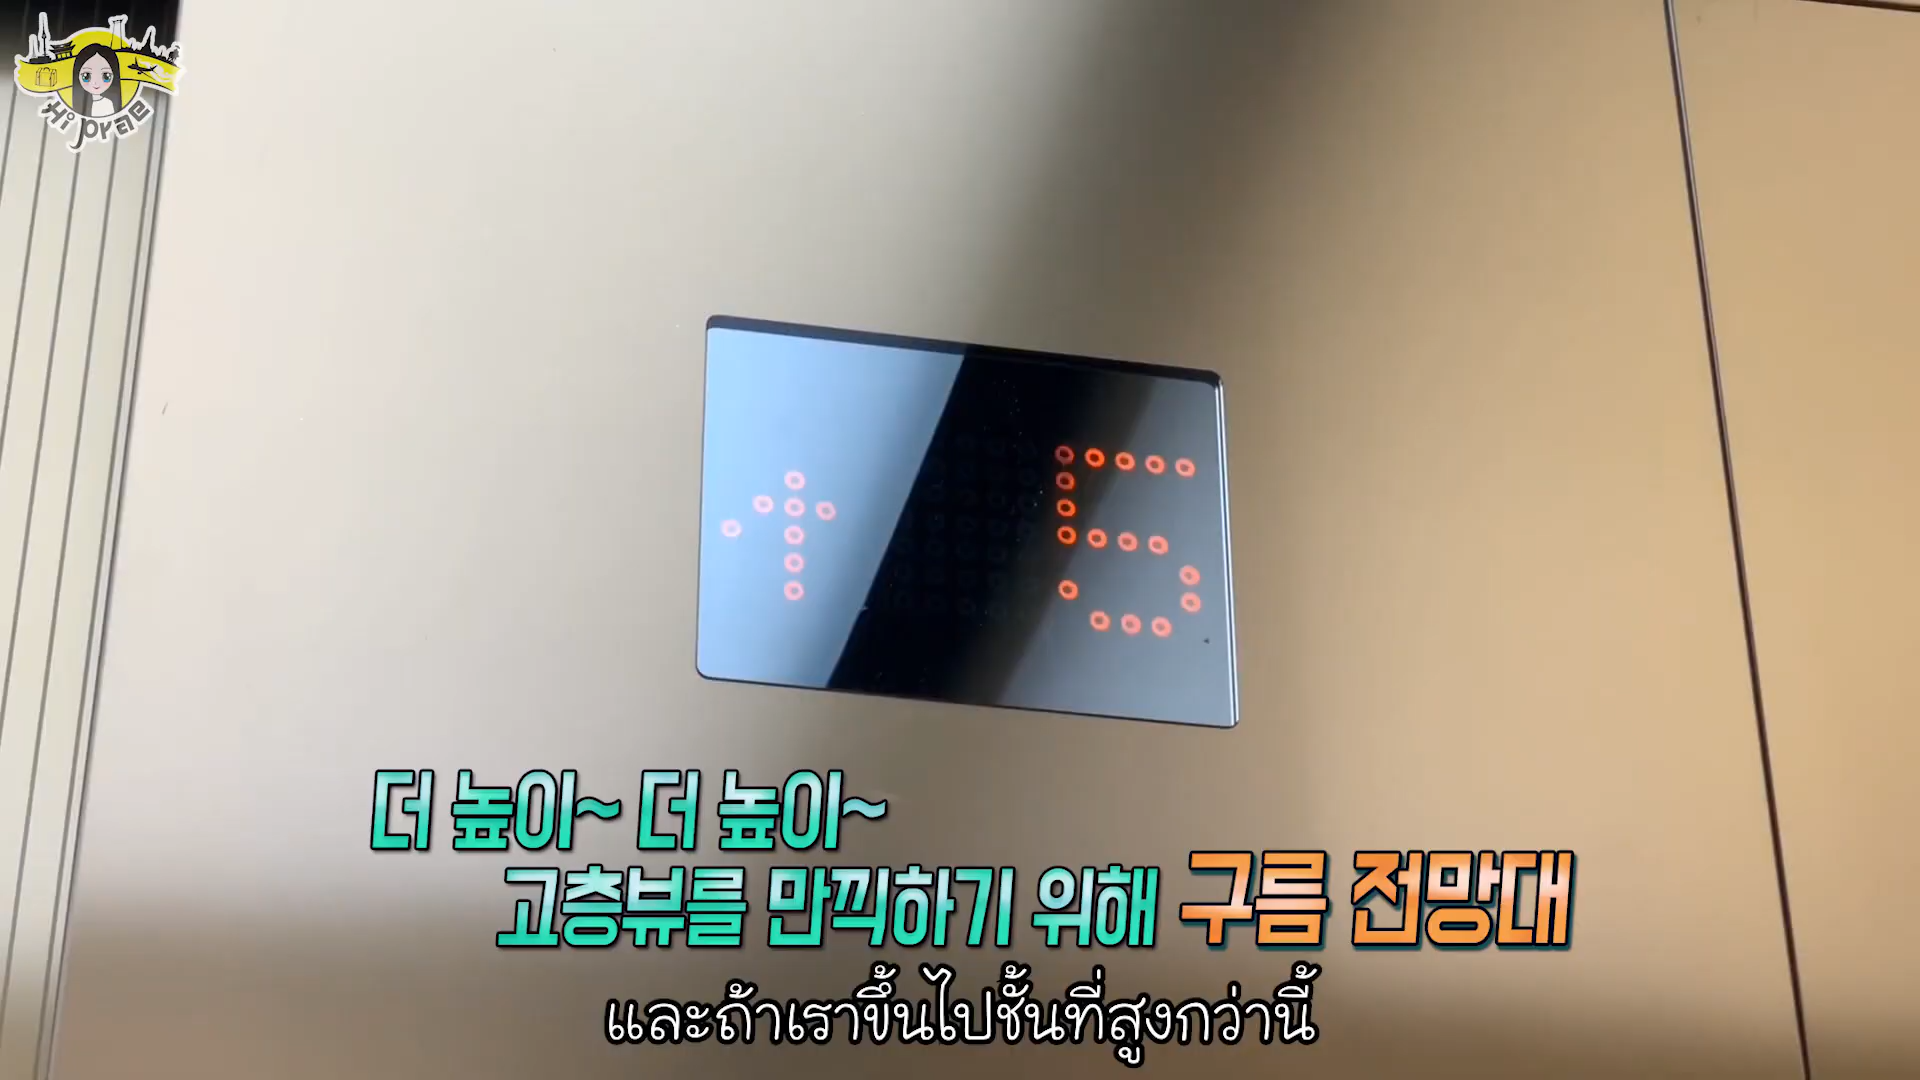 Hi prae
5
더 높이~ 더 높이~
고층뷰를 만끽하기 위해 구름 전망대
และถ้าเราขึ้นไปชั้นที่สูงกว่านี้